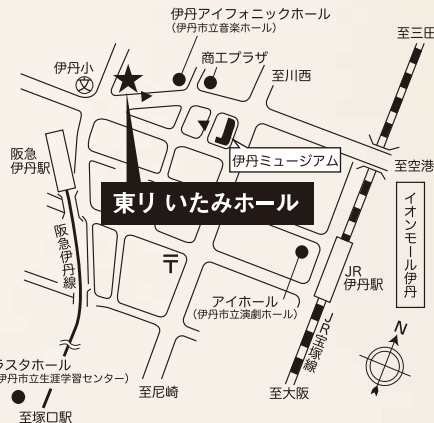 伊丹アイフォニックホール
(伊丹市立音楽ホール)
至三田
伊丹小
文
商工プラザ
至川西
伊丹ミュージアム
阪急
伊丹駅
至空港
東リ いたみホール
イオンモール伊丹
阪急伊丹線
〒
アイホール
(伊丹市立演劇ホール)
JR
伊丹駅
JR宝塚線
N
ラスタホール
伊丹市立生涯学習センター)
至尼崎
至大阪
至塚口駅